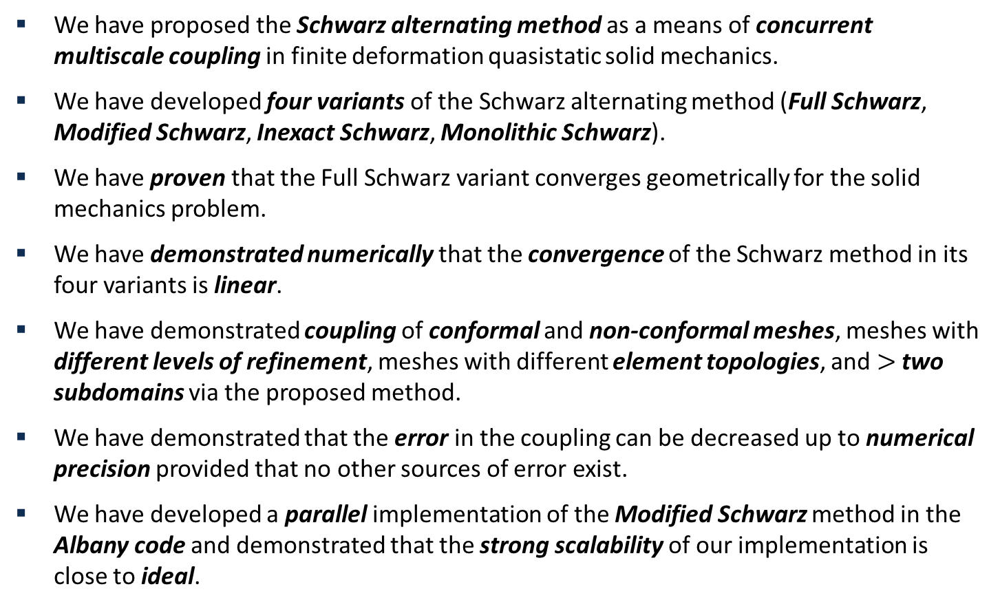 ▪ We have proposed the Schwarz alternating method as a means of concurrent
multiscale coupling in finite deformation quasistatic solid mechanics.
▪ We have developed four variants of the Schwarz alternating method (Full Schwarz,
Modified Schwarz, Inexact Schwarz, Monolithic Schwarz).
▪ We have proven that the Full Schwarz variant converges geometrically for the solid
mechanics problem.
▪ We have demonstrated numerically that the convergence of the Schwarz method in its
four variants is linear.
▪ We have demonstrated coupling of conformal and non-conformal meshes, meshes with
different levels of refinement, meshes with different element topologies, and > two
subdomains via the proposed method.
▪ We have demonstrated that the error in the coupling can be decreased up to numerical
precision provided that no other sources of error exist.
▪ We have developed a parallel implementation of the Modified Schwarz method in the
Albany code and demonstrated that the strong scalability of our implementation is
close to ideal.